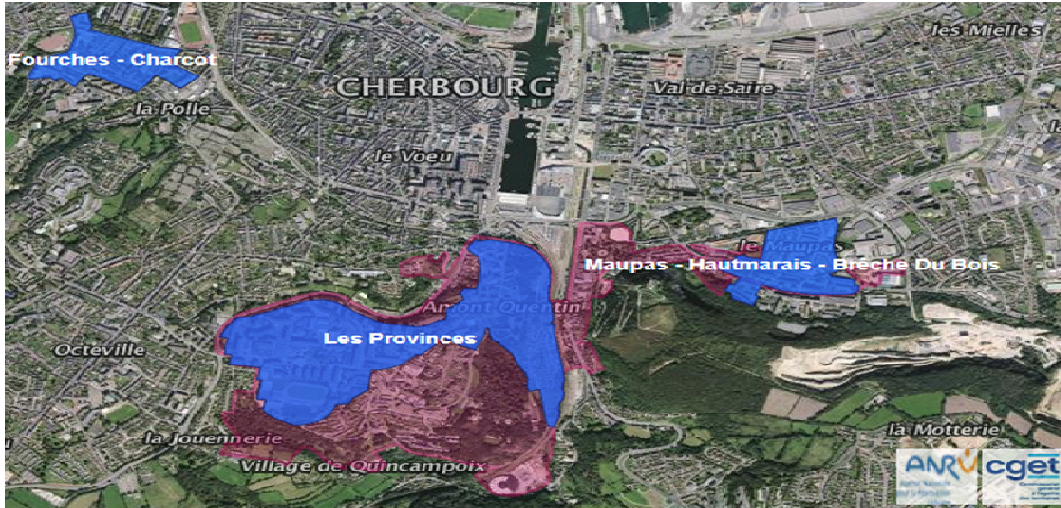 les Mielles
Fourches - Charcot
CHERBOURG
Val de Saire
la Polle
le Voeu
le Maupas
Maupas - Hautmarais - Brèche Du Bois
Amont Quentin
Les Provinces
Octeville
la Jouennerie
la Motterie
Village de Quincampoix
ANRU
cget